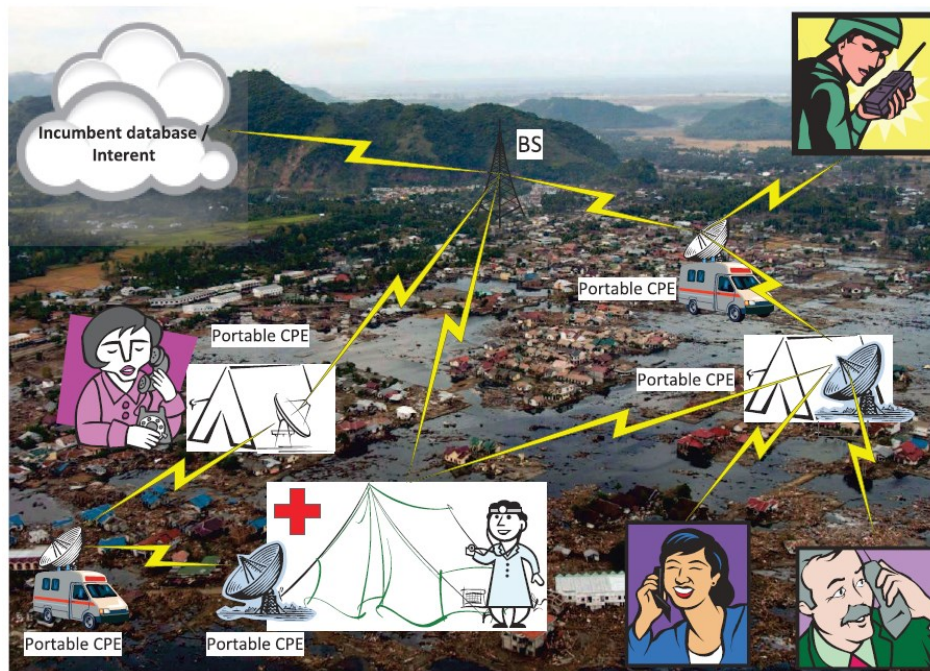 Incumbent database /
Interent
BS
Portable CPE
Portable CPE
Portable CPE
Portable CPE
Portable CPE